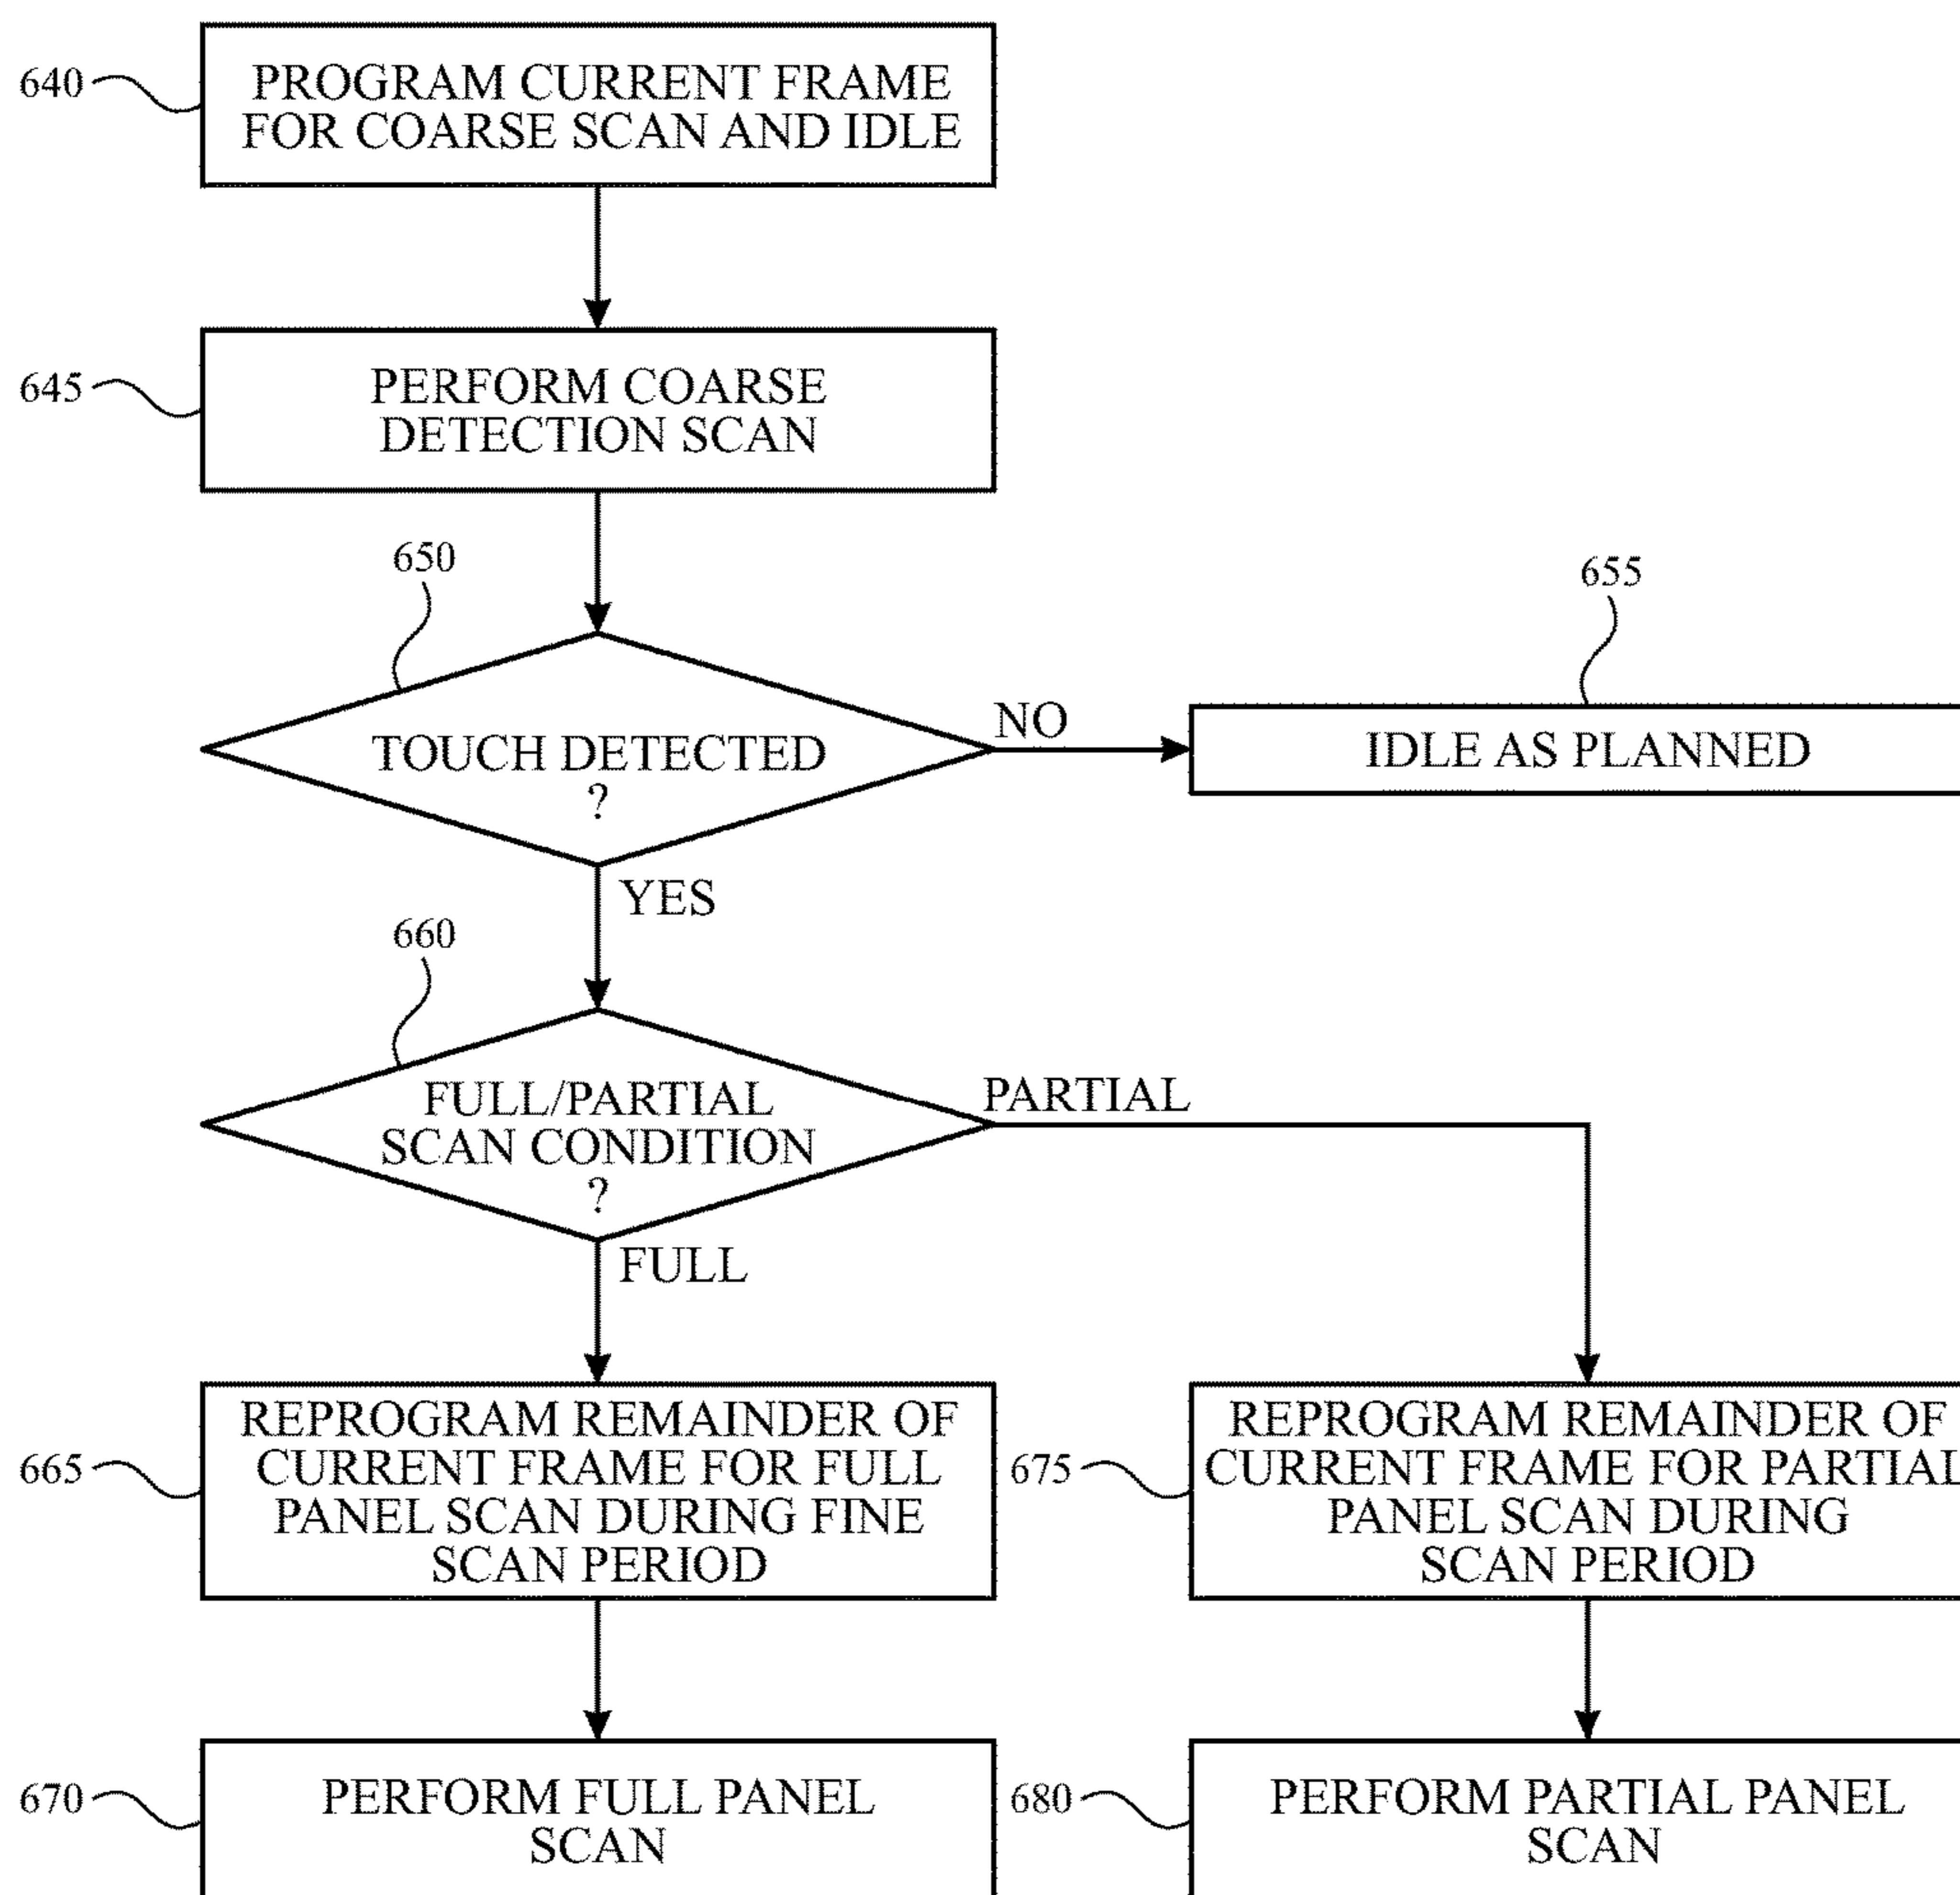 640
PROGRAM CURRENT FRAME
FOR COARSE SCAN AND IDLE
645
PERFORM COARSE
DETECTION SCAN
650
TOUCH DETECTED
?
NO
655
IDLE AS PLANNED
YES
660
FULL/PARTIAL
SCAN CONDITION
?
PARTIAL
FULL
665
REPROGRAM REMAINDER OF
CURRENT FRAME FOR FULL
PANEL SCAN DURING FINE
SCAN PERIOD
675
REPROGRAM REMAINDER OF
CURRENT FRAME FOR PARTIAL
PANEL SCAN DURING
SCAN PERIOD
670
PERFORM FULL PANEL
SCAN
680
PERFORM PARTIAL PANEL
SCAN